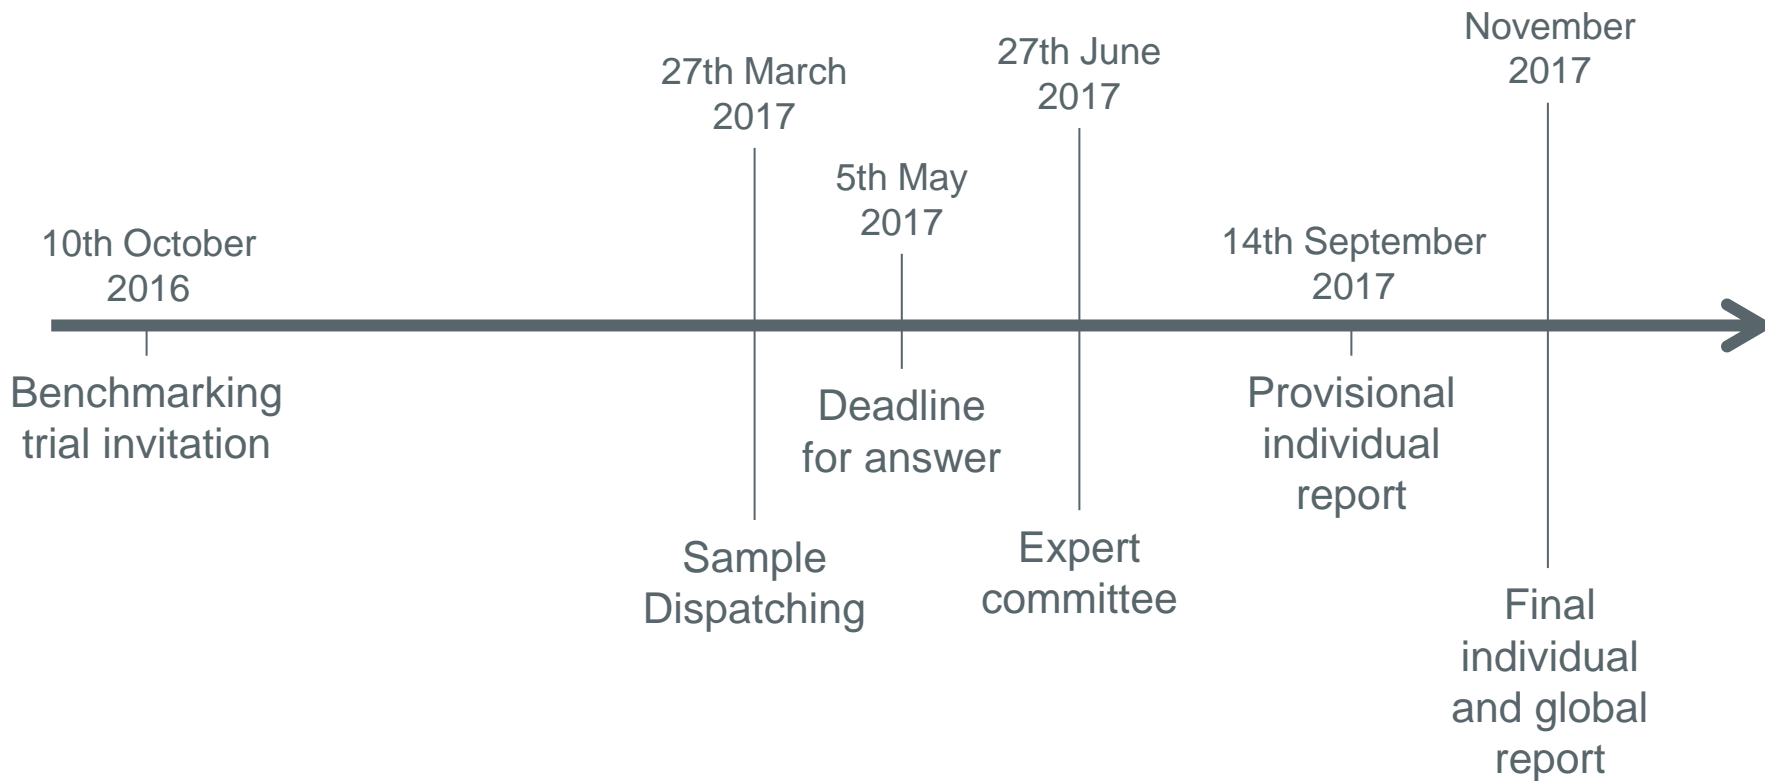 10th October
2016
Benchmarking
trial invitation
27th March
2017
Sample
Dispatching
5th May
2017
Deadline
for answer
27th June
2017
Expert
committee
14th September
2017
Provisional
individual
report
November
2017
Final
individual
and global
report